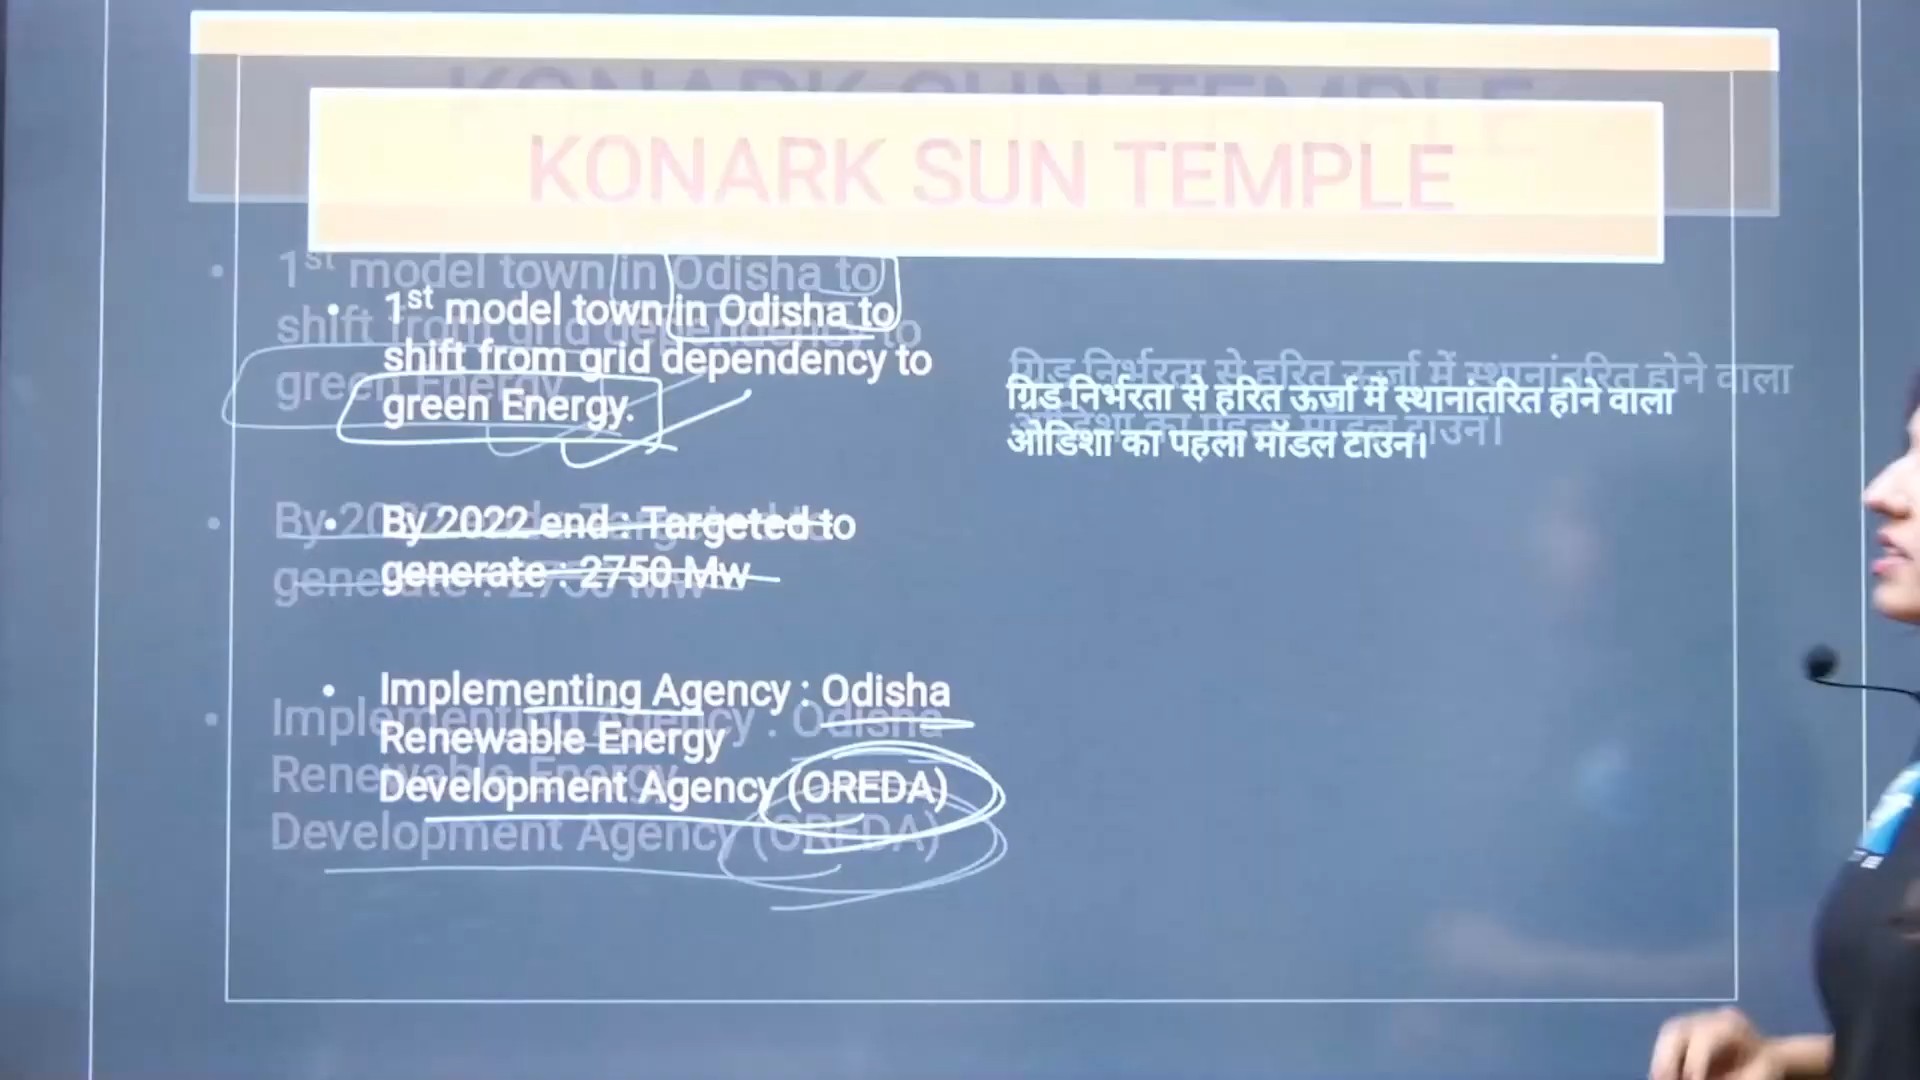 KONARK SUN TEMPLE
1st model town in Odisha to
shift from grid dependency to
green Energy.
ग्रिड निर्भरता से हरित ऊर्जा में स्थानांतरित होने वाला
ओडिशा का पहला मॉडल टाउन।
By 2022 end : Targeted to
generate : 2750 Mw
Implementing Agency : Odisha
Renewable Energy
Development Agency (OREDA)